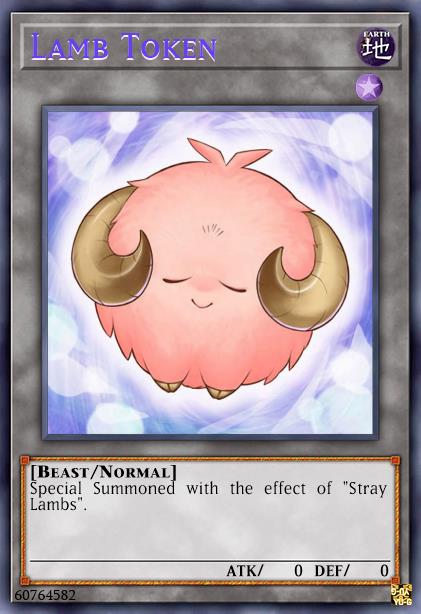 LAMB TOKEN
EARTH
地
[BEAST/NORMAL]
Special Summoned with the effect of "Stray
Lambs".
ATK/ 0 DEF/ 0
60764582